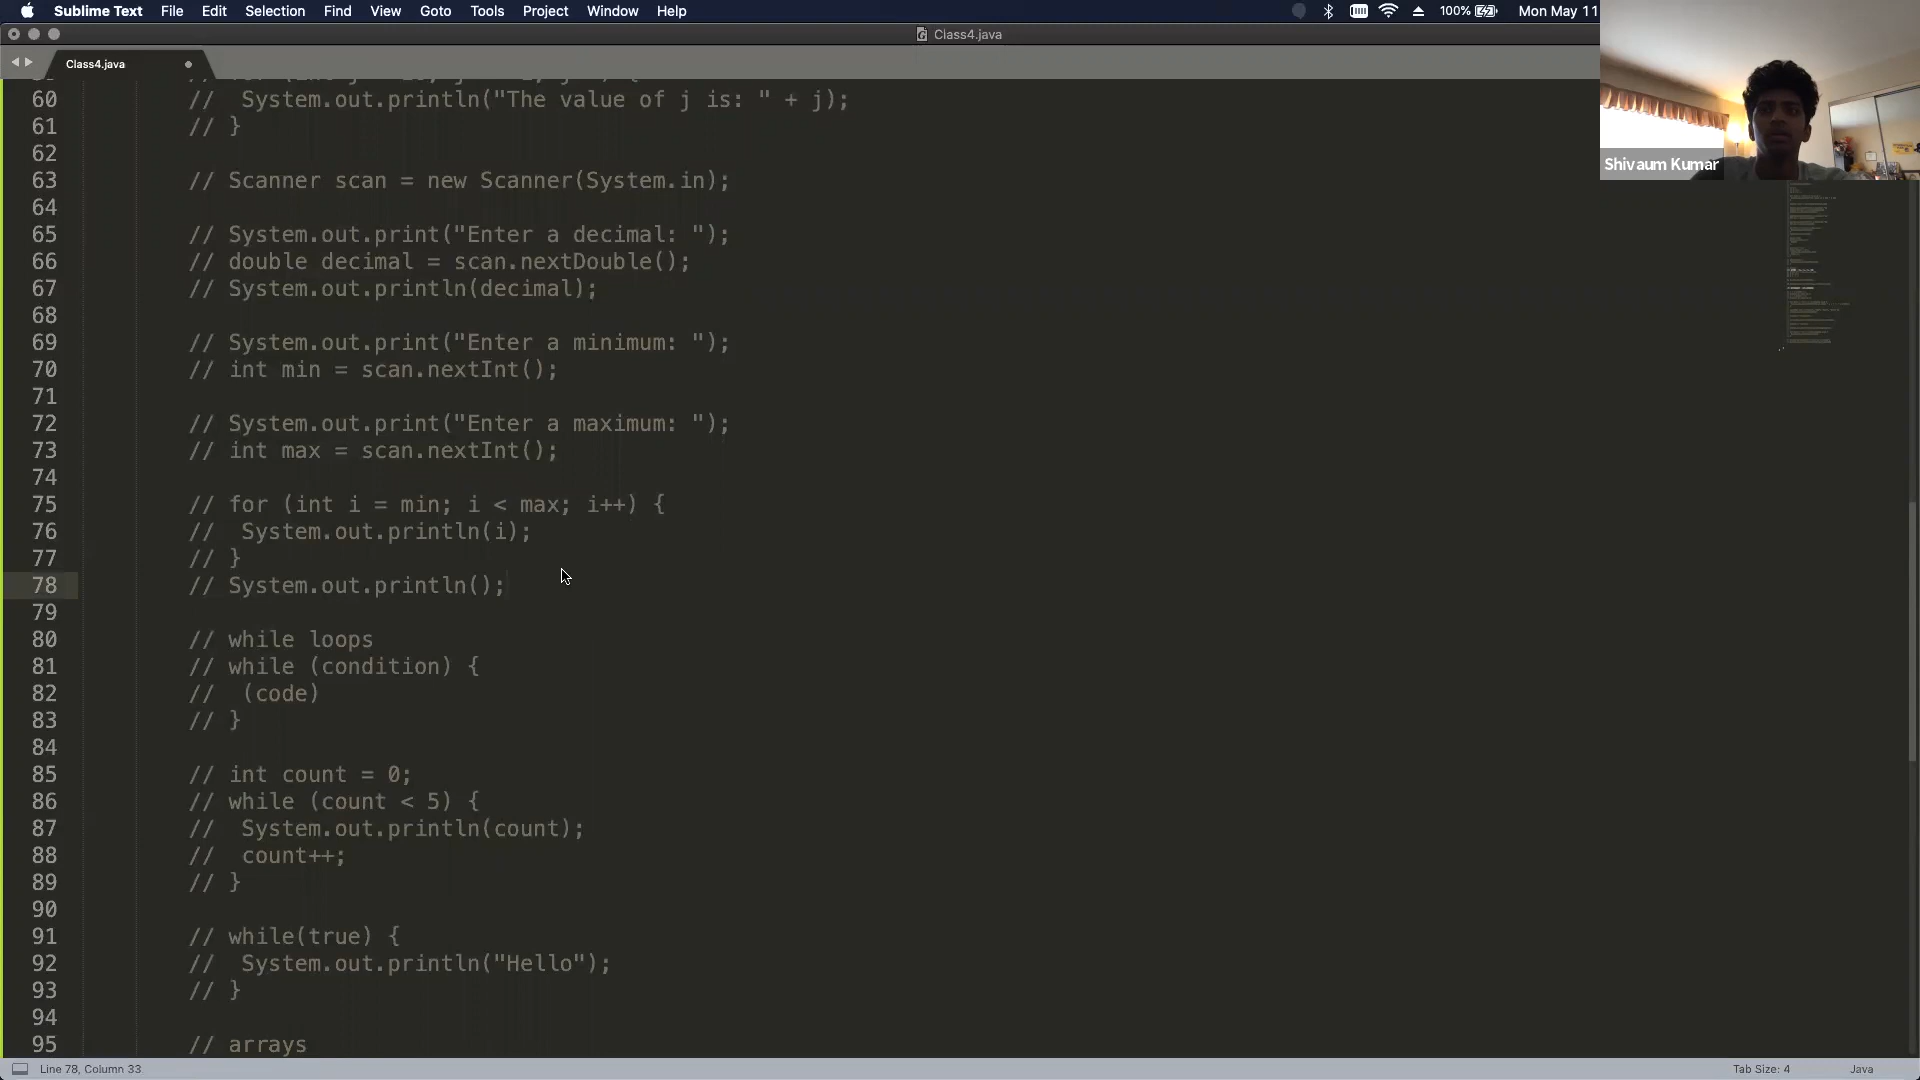 Sublime Text File Edit Selection Find View Goto Tools Project Window Help 100% Mon May 11
Class4.java
Class4.java
60 // System.out.println("The value of j is: " + j);
61 // }
62
63 // Scanner scan = new Scanner(System.in);
64
65 // System.out.print("Enter a decimal: ");
66 // double decimal = scan.nextDouble();
67 // System.out.println(decimal);
68
69 // System.out.print("Enter a minimum: ");
70 // int min = scan.nextInt();
71
72 // System.out.print("Enter a maximum: ");
73 // int max = scan.nextInt();
74
75 // for (int i = min; i < max; i++) {
76 // System.out.println(i);
77 // }
78 // System.out.println();
79
80 // while loops
81 // while (condition) {
82 // (code)
83 // }
84
85 // int count = 0;
86 // while (count < 5) {
87 // System.out.println(count);
88 // count++;
89 // }
90
91 // while(true) {
92 // System.out.println("Hello");
93 // }
94
95 // arrays
Shivaum Kumar
Line 78, Column 33 Tab Size: 4 Java